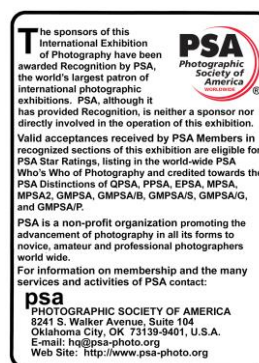 The sponsors of this
International Exhibition
of Photography have been
awarded Recognition by PSA,
the world's largest patron of
international photographic
exhibitions. PSA, although it
has provided Recognition, is neither a sponsor nor
directly involved in the operation of this exhibition.
PSA
Photographic
Society of
America
WORLDWIDE
®
Valid acceptances received by PSA Members in
recognized sections of this exhibition are eligible for
PSA Star Ratings, listing in the world-wide PSA
Who's Who of Photography and credited towards the
PSA Distinctions of QPSA, PPSA, EPSA, MPSA,
MPSA2, GMPSA, GMPSA/B, GMPSA/S, GMPSA/G,
and GMPSA/P.
PSA is a non-profit organization promoting the
advancement of photography in all its forms to
novice, amateur and professional photographers
world wide.
For information on membership and the many
services and activities of PSA contact:
psa
PHOTOGRAPHIC SOCIETY OF AMERICA
8241 S. Walker Avenue, Suite 104
Oklahoma City, OK 73139-9401, U.S.A.
E-mail: hq@psa-photo.org
Web Site: http://www.psa-photo.org